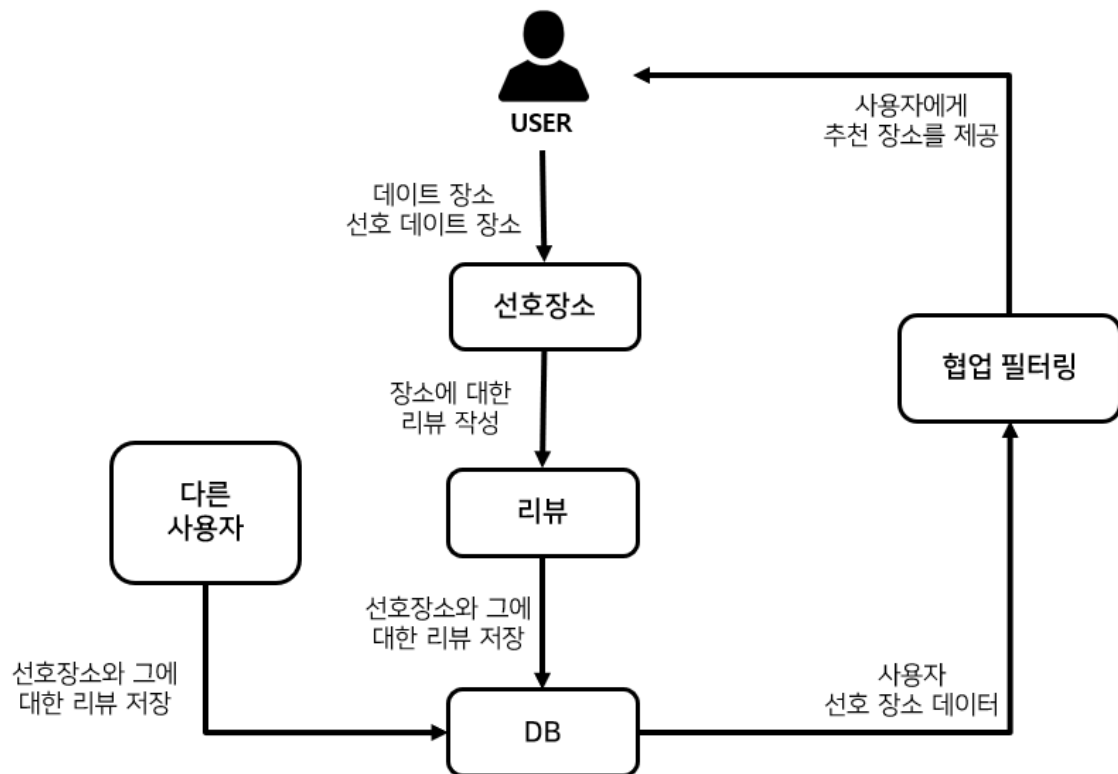 USER
사용자에게
추천 장소를 제공
데이트 장소
선호 데이트 장소
선호장소
협업 필터링
장소에 대한
리뷰 작성
다른
사용자
리뷰
선호장소와 그에
대한 리뷰 저장
선호장소와 그에
대한 리뷰 저장
사용자
선호 장소 데이터
DB